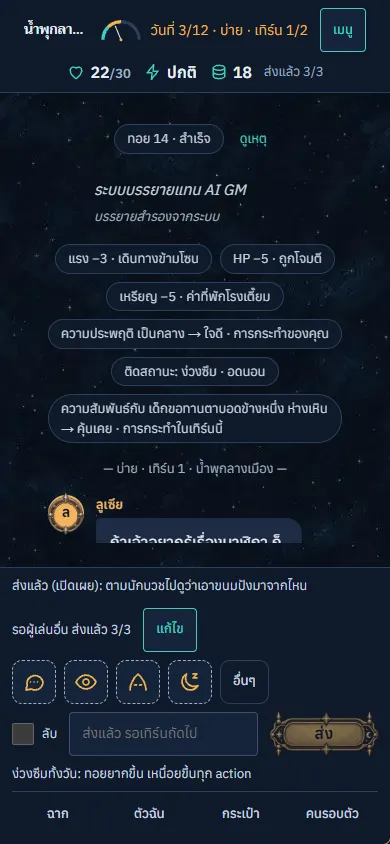 น้ำพุกลา... วันที่ 3/12 · บ่าย · เทิร์น 1/2 เมนู
22/30 ปกติ 18 ส่งแล้ว 3/3
ทอย 14 · สำเร็จ ดูเหตุ
ระบบบรรยายแทน AI GM
บรรยายสำรองจากระบบ
แรง −3 · เดินทางข้ามโซน HP −5 · ถูกโจมตี
เหรียญ −5 · ค่าที่พักโรงเตี๊ยม
ความประพฤติ เป็นกลาง → ใจดี · การกระทำของคุณ
ติดสถานะ: ง่วงซึม · อดนอน
ความสัมพันธ์กับ เด็กขอทานตาบอดข้างหนึ่ง ห่างเหิน
→ คุ้นเคย · การกระทำในเทิร์นนี้
— บ่าย · เทิร์น 1 · น้ำพุกลางเมือง —
ล ลูเซีย
ส่งแล้ว (เปิดเผย): ตามนักบวชไปดูว่าเอาขนมปังมาจากไหน
รอผู้เล่นอื่น ส่งแล้ว 3/3 แก้ไข
อื่นๆ
ลับ ส่งแล้ว รอเทิร์นถัดไป ส่ง
ง่วงซึมทั้งวัน: ทอยยากขึ้น เหนื่อยขึ้นทุก action
ฉาก ตัวฉัน กระเป๋า คนรอบตัว